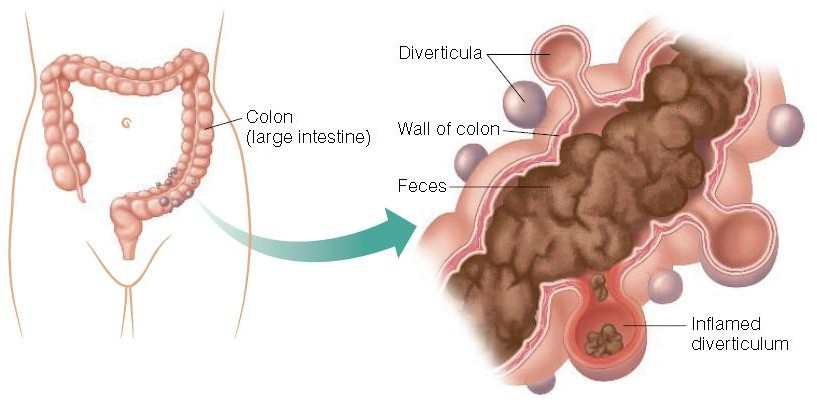 Colon
(large intestine)
Diverticula
Wall of colon
Feces
Inflamed
diverticulum